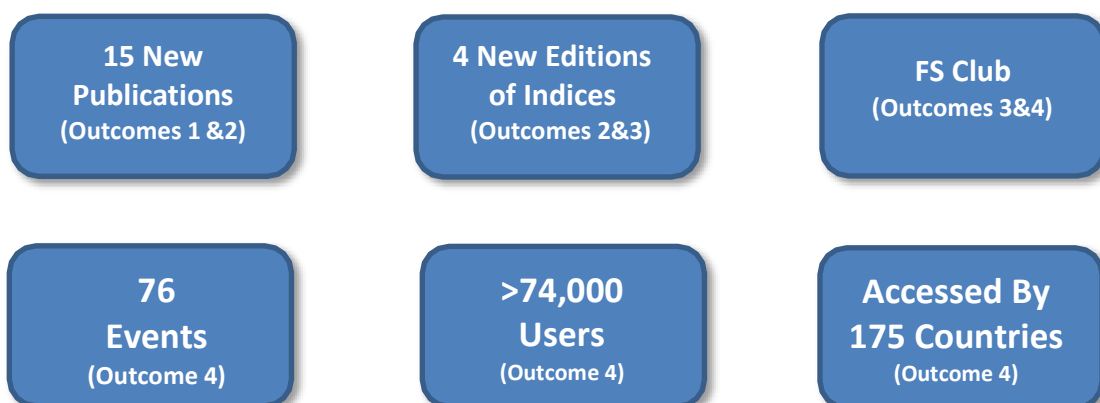 15 New
Publications
(Outcomes 1 &2)
4 New Editions
of Indices
(Outcomes 2&3)
FS Club
(Outcomes 3&4)
76
Events
(Outcome 4)
>74,000
Users
(Outcome 4)
Accessed By
175 Countries
(Outcome 4)